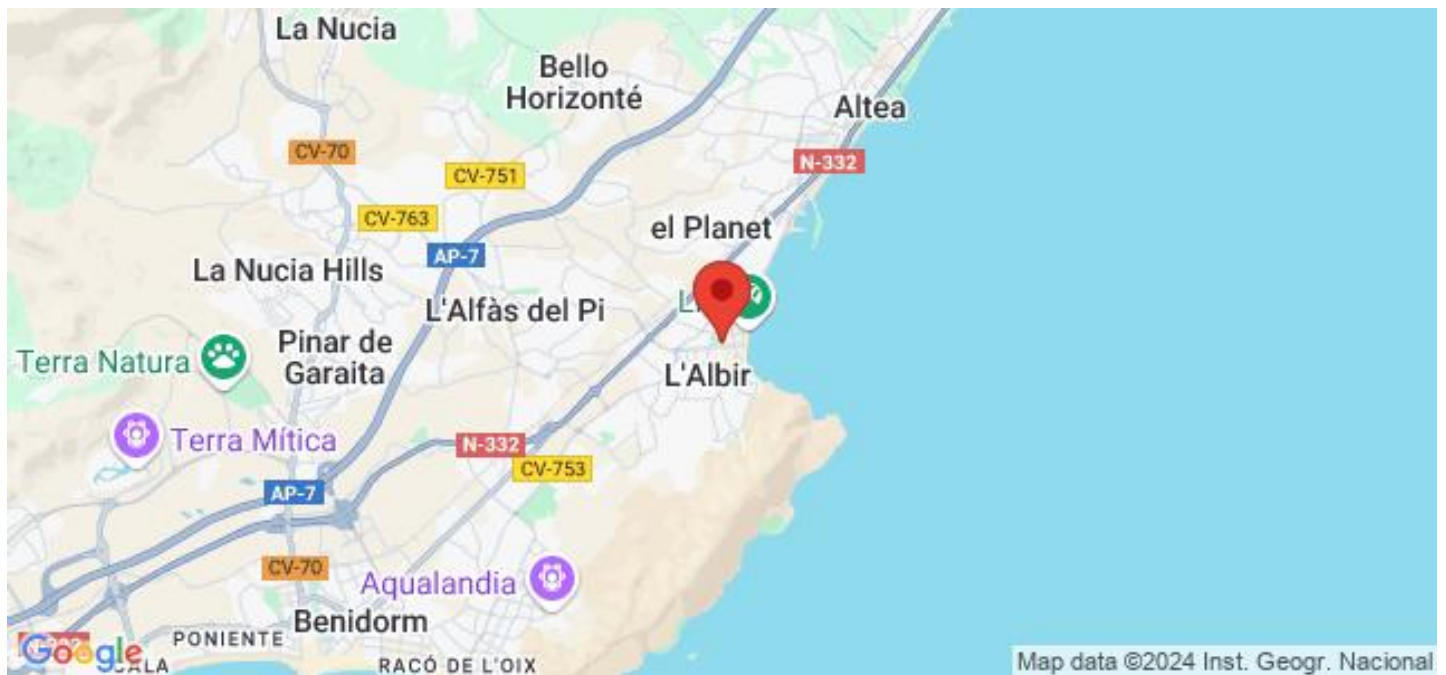 La Nucia
Bello
Horizonté
Altea
CV-70
N-332
CV-751
CV-763
el Planet
AP-7
La Nucia Hills
L'Alfàs del Pi
Pinar de
Garaita
Terra Natura
L'Albir
Terra Mítica
N-332
CV-753
AP-7
CV-70
Aqualandia
Benidorm
PONIENTE
RACÓ DE L'OIX
Google
Map data ©2024 Inst. Geogr. Nacional